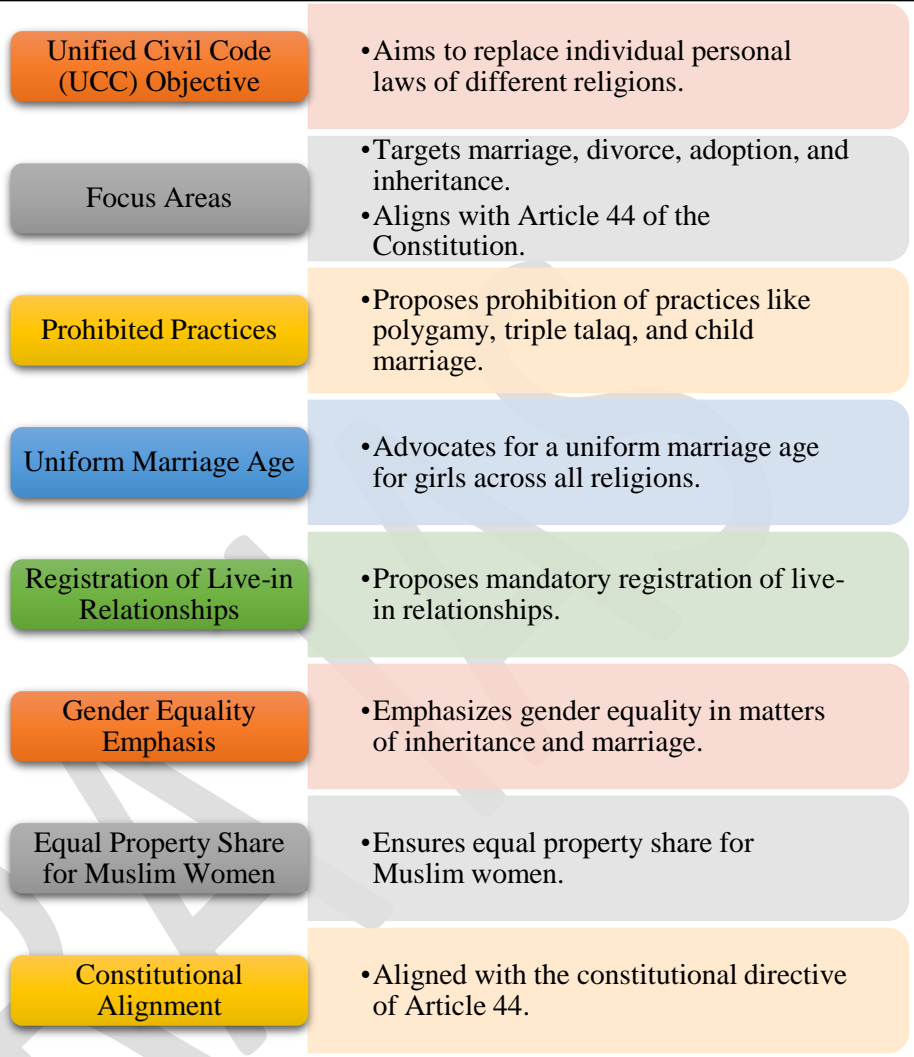 Unified Civil Code
(UCC) Objective
•Aims to replace individual personal
laws of different religions.
Focus Areas
•Targets marriage, divorce, adoption, and
inheritance.
•Aligns with Article 44 of the
Constitution.
Prohibited Practices
•Proposes prohibition of practices like
polygamy, triple talaq, and child
marriage.
Uniform Marriage Age
•Advocates for a uniform marriage age
for girls across all religions.
Registration of Live-in
Relationships
•Proposes mandatory registration of live-
in relationships.
Gender Equality
Emphasis
•Emphasizes gender equality in matters
of inheritance and marriage.
Equal Property Share
for Muslim Women
•Ensures equal property share for
Muslim women.
Constitutional
Alignment
•Aligned with the constitutional directive
of Article 44.